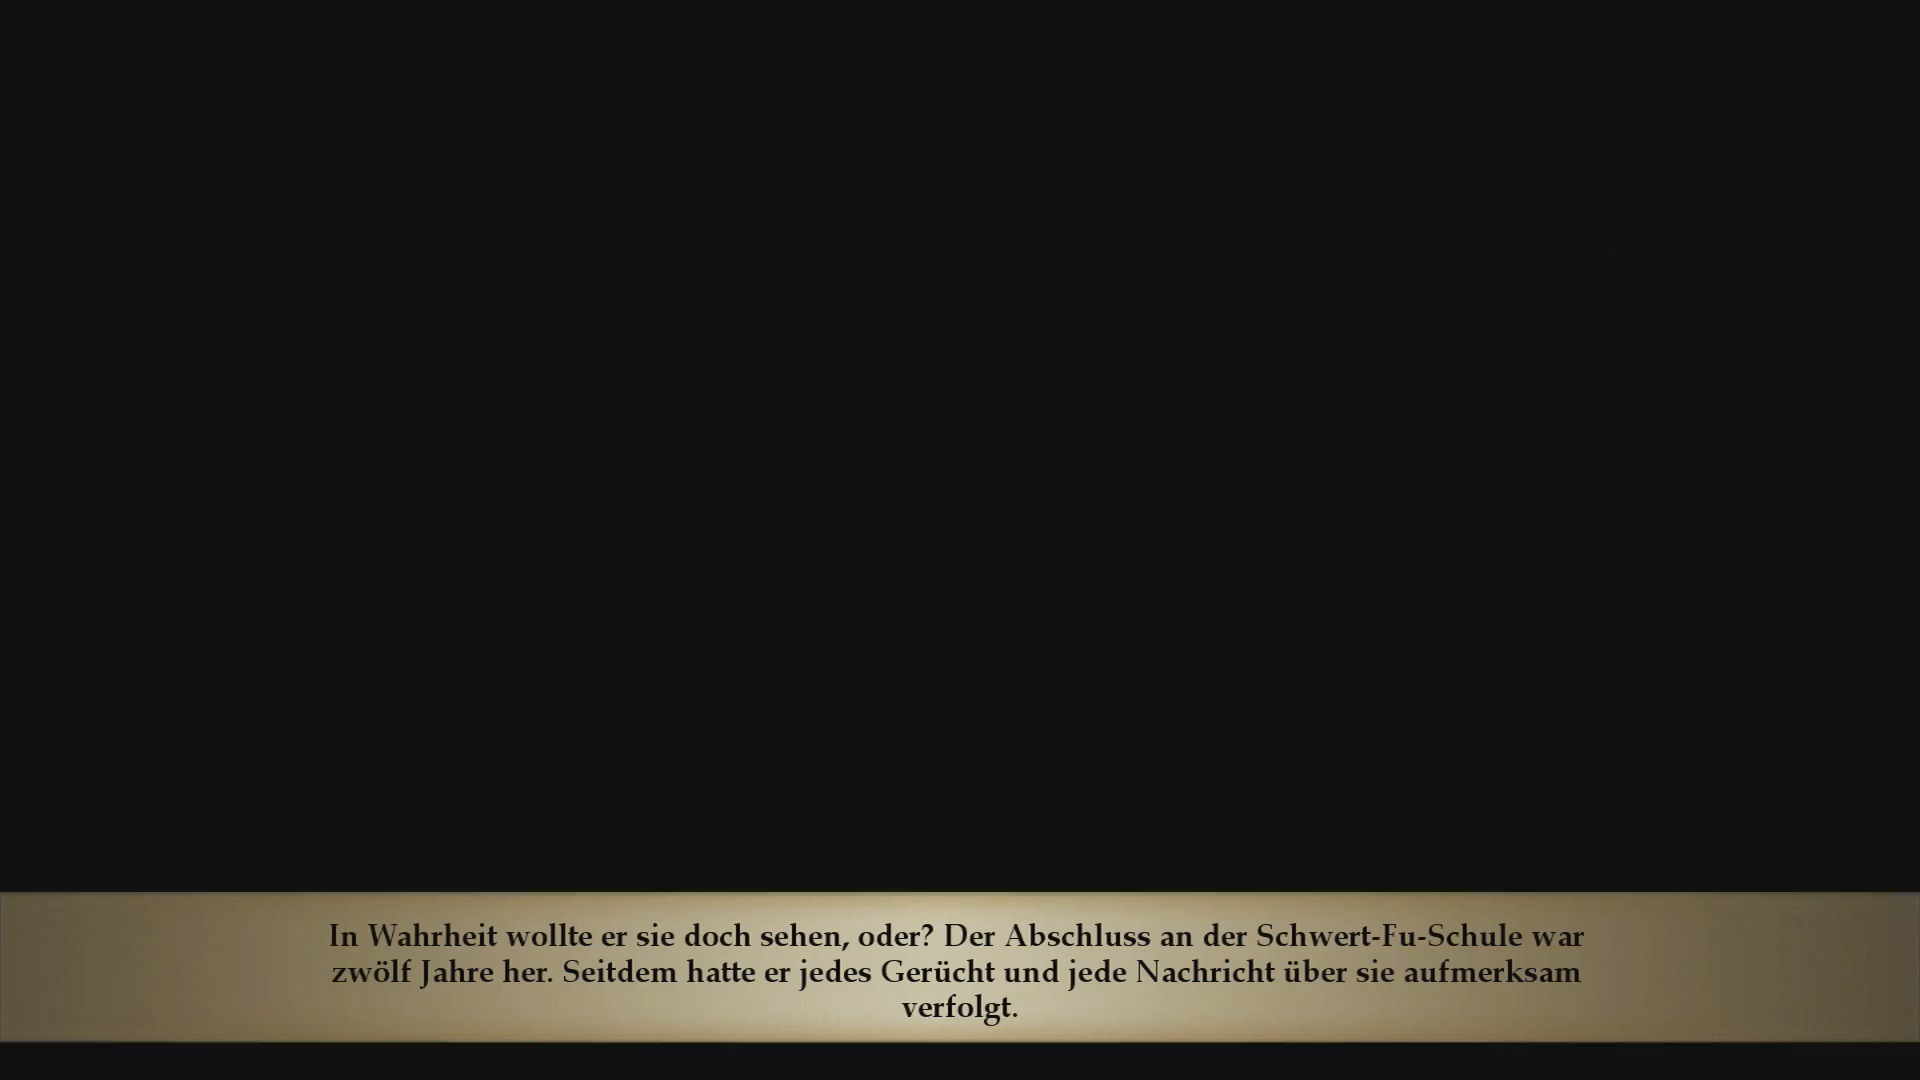 In Wahrheit wollte er sie doch sehen, oder? Der Abschluss an der Schwert-Fu-Schule war
zwölf Jahre her. Seitdem hatte er jedes Gerücht und jede Nachricht über sie aufmerksam
verfolgt.